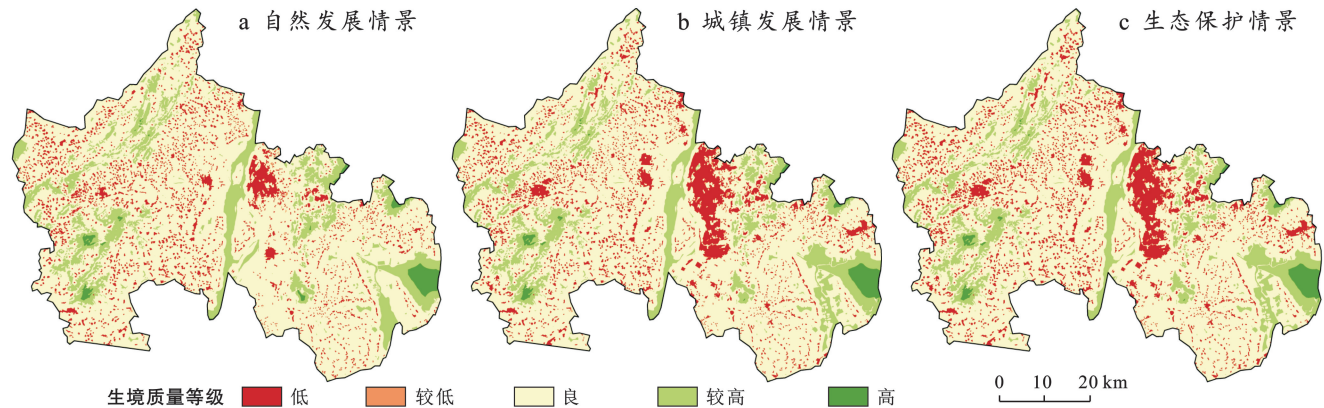 a 自然发展情景
b 城镇发展情景
c 生态保护情景
生境质量等级 低 较低 良 较高 高
0 10 20 km